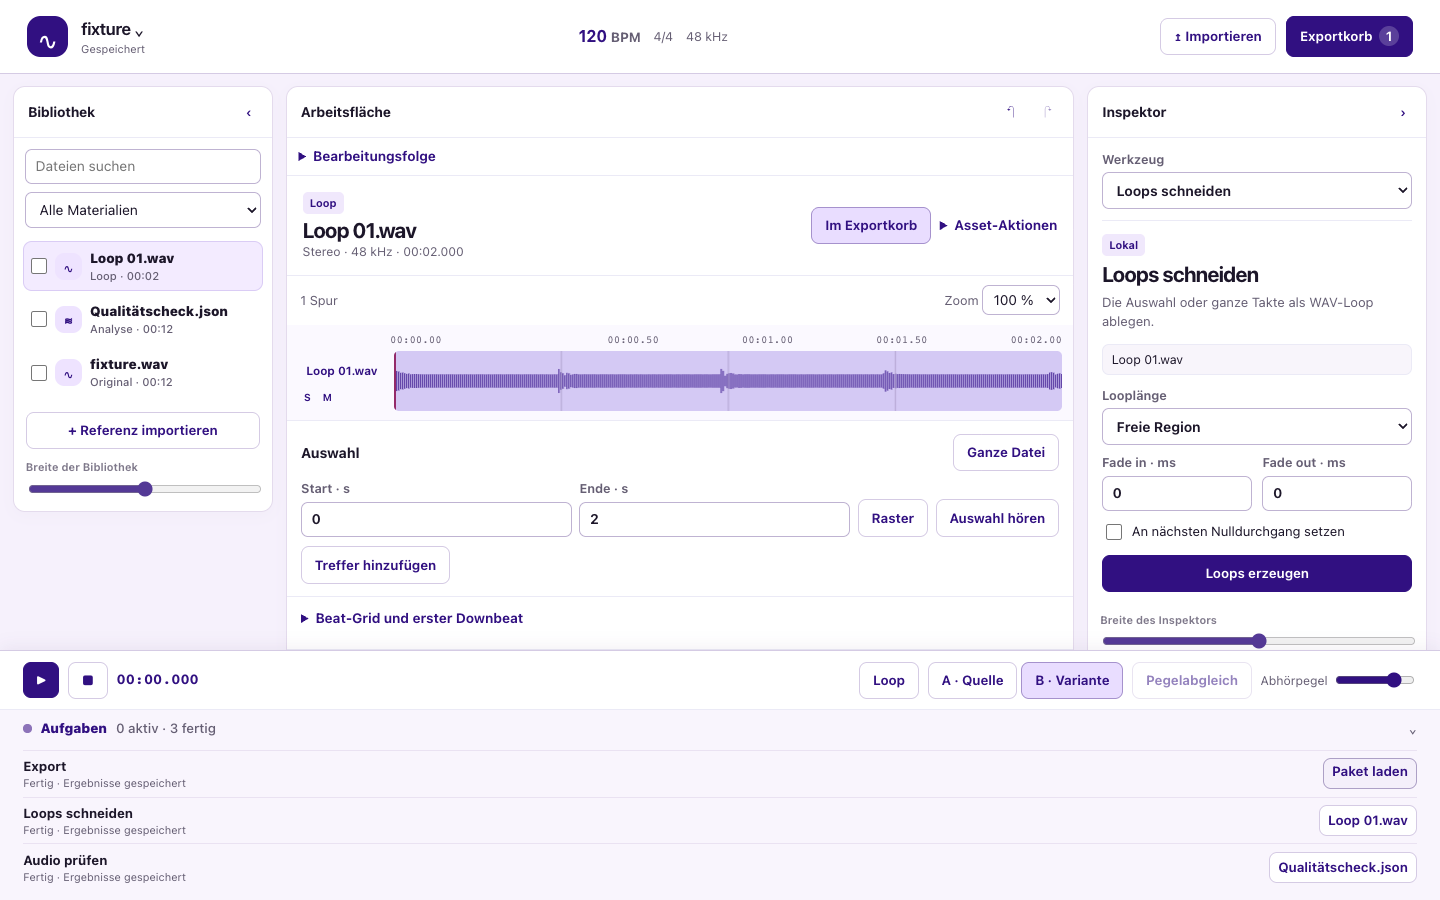 fixture
Gespeichert
120 BPM 4/4 48 kHz
Importieren
Exportkorb 1
Bibliothek
Dateien suchen
Alle Materialien
Loop 01.wav
Loop · 00:02
Qualitätscheck.json
Analyse · 00:12
fixture.wav
Original · 00:12
+ Referenz importieren
Breite der Bibliothek
Arbeitsfläche
Bearbeitungsfolge
Loop
Loop 01.wav
Stereo · 48 kHz · 00:02.000
Im Exportkorb
Asset-Aktionen
1 Spur
Zoom 100 %
00:00.00 00:00.50 00:01.00 00:01.50 00:02.00
Loop 01.wav
S M
Auswahl
Ganze Datei
Start · s
Ende · s
0
2
Raster
Auswahl hören
Treffer hinzufügen
Beat-Grid und erster Downbeat
Inspektor
Werkzeug
Loops schneiden
Lokal
Loops schneiden
Die Auswahl oder ganze Takte als WAV-Loop
ablegen.
Loop 01.wav
Looplänge
Freie Region
Fade in · ms
Fade out · ms
0
0
An nächsten Nulldurchgang setzen
Loops erzeugen
Breite des Inspektors
00:00.000
Loop
A · Quelle
B · Variante
Pegelabgleich
Abhörpegel
Aufgaben 0 aktiv · 3 fertig
Export
Fertig · Ergebnisse gespeichert
Paket laden
Loops schneiden
Fertig · Ergebnisse gespeichert
Loop 01.wav
Audio prüfen
Fertig · Ergebnisse gespeichert
Qualitätscheck.json